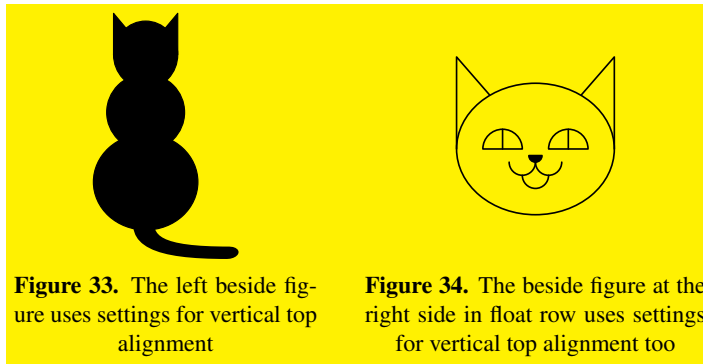 Figure 33. The left beside fig-
ure uses settings for vertical top
alignment
Figure 34. The beside figure at the
right side in float row uses settings
for vertical top alignment too